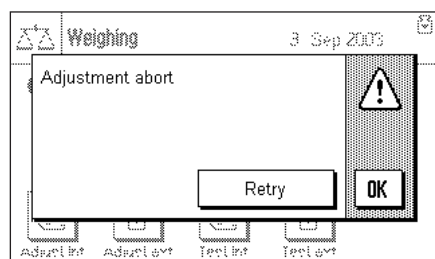 Weighing 3 Sep 2003
Adjustment abort
Retry OK
Adjust.int Adjust.ext Test int Test ext